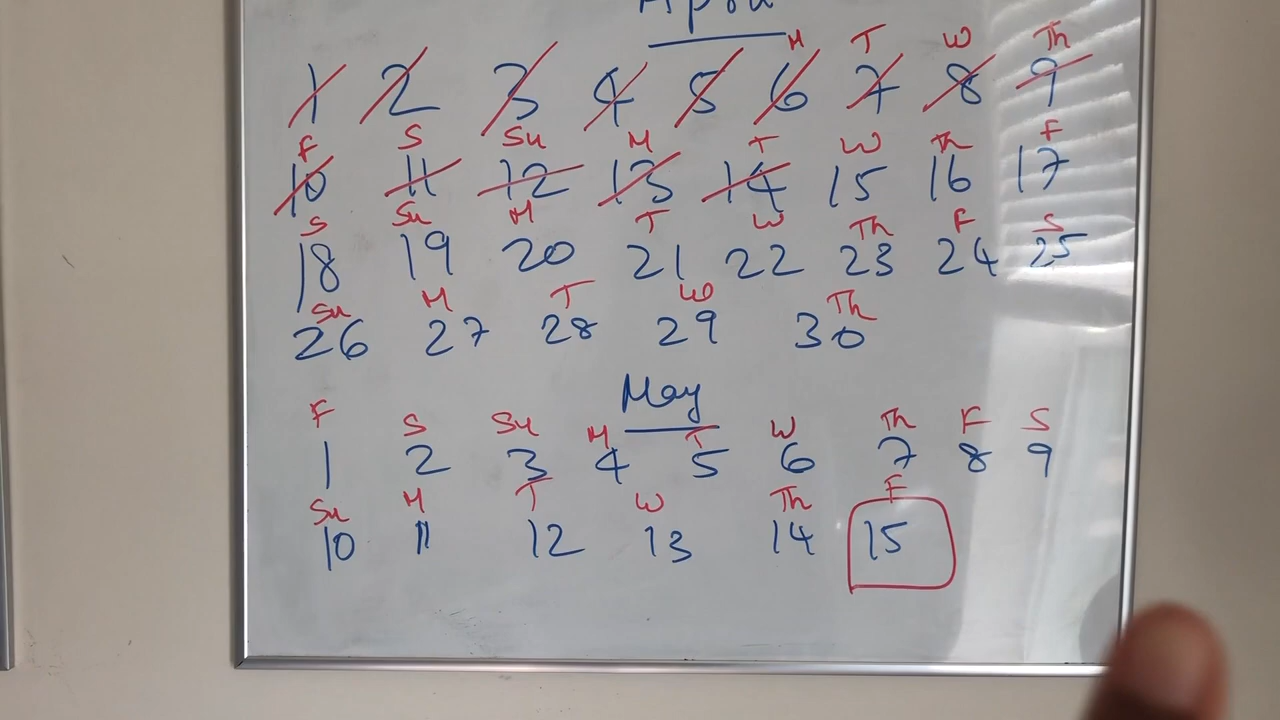 April
M T W Th
1 2 3 4 5 6 7 8 9
F S Su M T W Th F
10 11 12 13 14 15 16 17
S Su M T W Th F S
18 19 20 21 22 23 24 25
Su M T W Th
26 27 28 29 30
May
F S Su M T W Th F S
1 2 3 4 5 6 7 8 9
Su M T W Th F
10 11 12 13 14 15